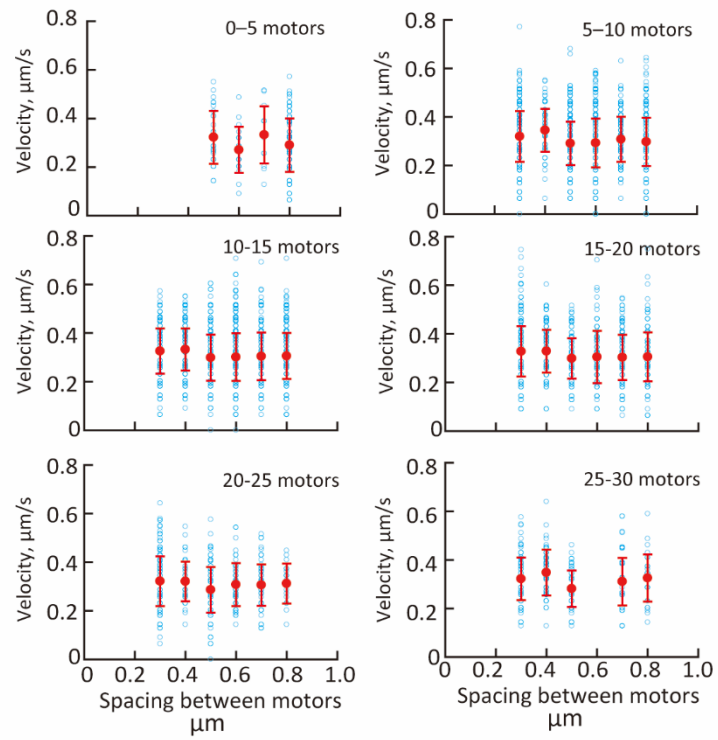 0–5 motors
Velocity, μm/s
0.8
0.6
0.4
0.2
0
5–10 motors
Velocity, μm/s
0.8
0.6
0.4
0.2
0
10-15 motors
Velocity, μm/s
0.8
0.6
0.4
0.2
0
15-20 motors
Velocity, μm/s
0.8
0.6
0.4
0.2
0
20-25 motors
Velocity, μm/s
0.8
0.6
0.4
0.2
0
0 0.2 0.4 0.6 0.8 1.0
Spacing between motors
μm
25-30 motors
Velocity, μm/s
0.8
0.6
0.4
0.2
0
0 0.2 0.4 0.6 0.8 1.0
Spacing between motors
μm